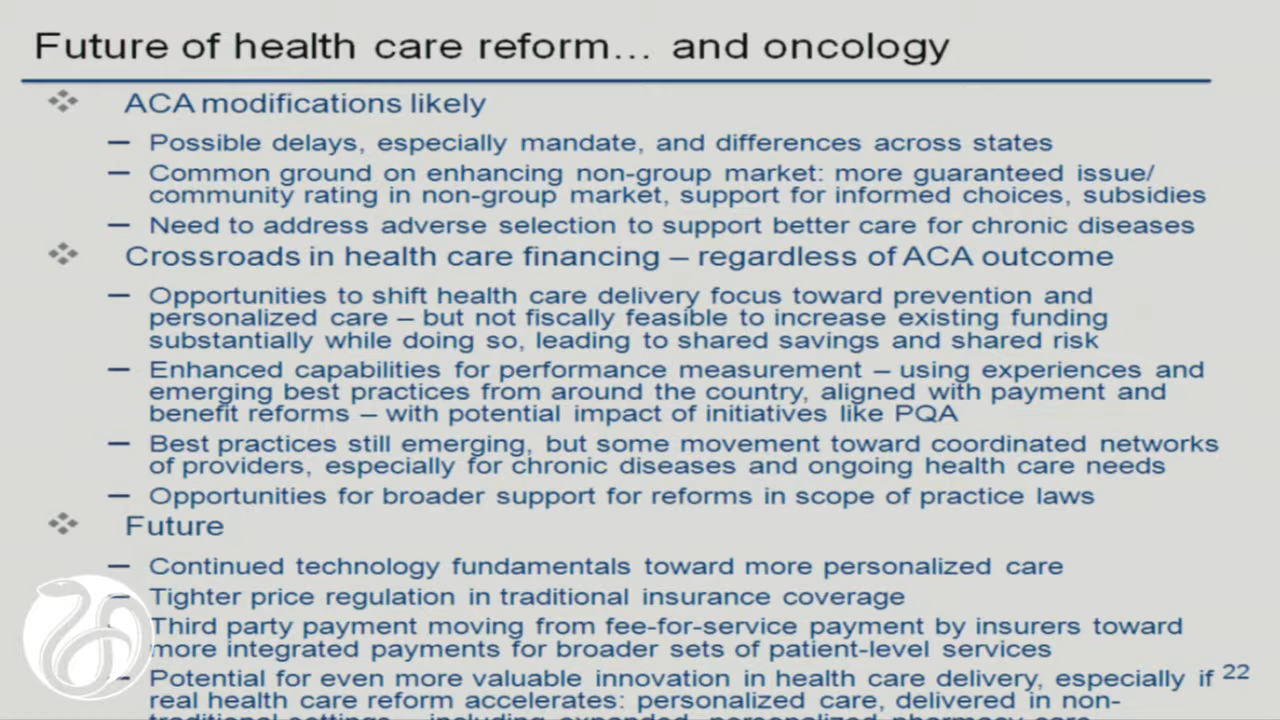 Future of health care reform... and oncology
ACA modifications likely
– Possible delays, especially mandate, and differences across states
– Common ground on enhancing non-group market: more guaranteed issue/
community rating in non-group market, support for informed choices, subsidies
– Need to address adverse selection to support better care for chronic diseases
Crossroads in health care financing – regardless of ACA outcome
– Opportunities to shift health care delivery focus toward prevention and
personalized care – but not fiscally feasible to increase existing funding
substantially while doing so, leading to shared savings and shared risk
– Enhanced capabilities for performance measurement – using experiences and
emerging best practices from around the country, aligned with payment and
benefit reforms – with potential impact of initiatives like PQA
– Best practices still emerging, but some movement toward coordinated networks
of providers, especially for chronic diseases and ongoing health care needs
– Opportunities for broader support for reforms in scope of practice laws
Future
– Continued technology fundamentals toward more personalized care
– Tighter price regulation in traditional insurance coverage
– Third party payment moving from fee-for-service payment by insurers toward
more integrated payments for broader sets of patient-level services
– Potential for even more valuable innovation in health care delivery, especially if
real health care reform accelerates: personalized care, delivered in non-
traditional settings – including expanded, personalized pharmacy care
22